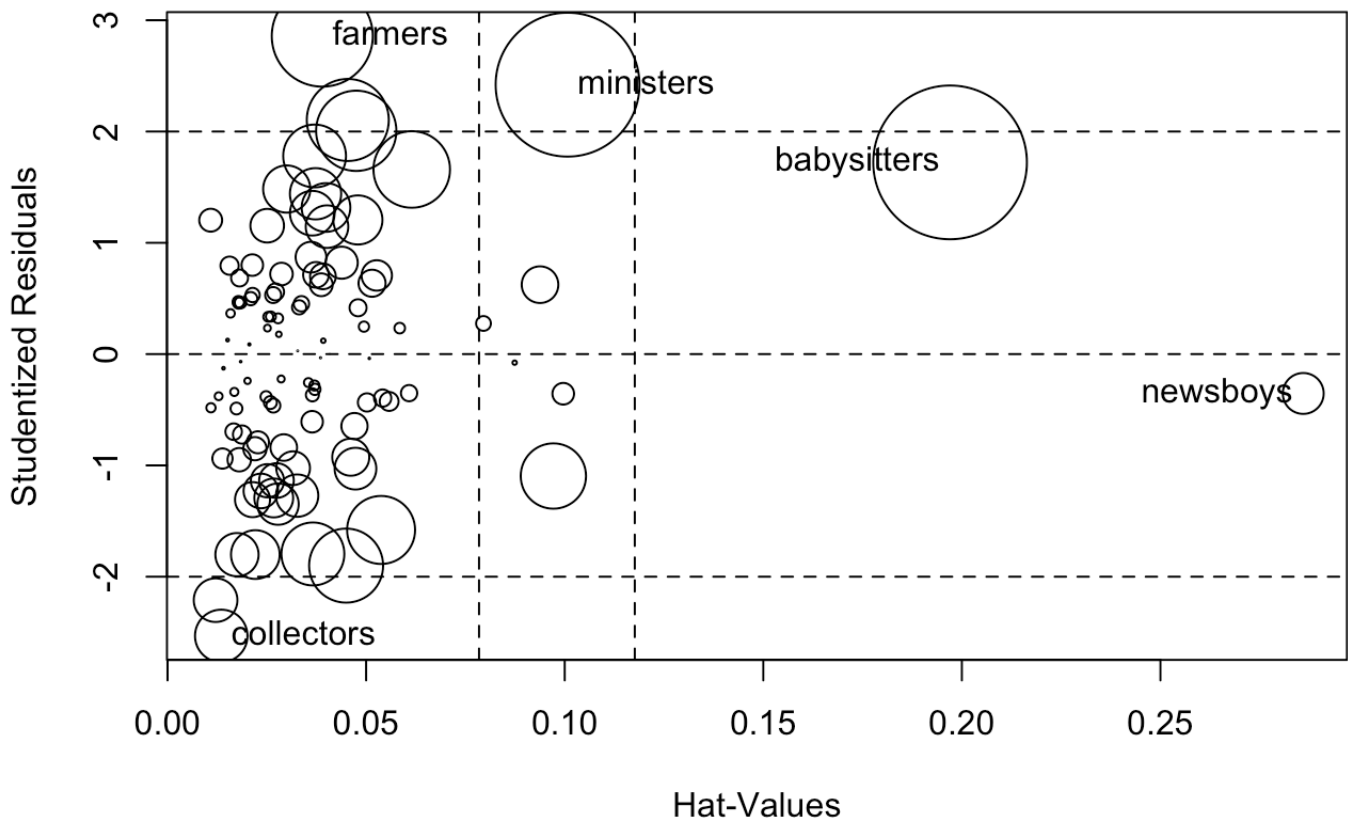 3
farmers
ministers
2
babysitters
1
0
newsboys
-1
-2
collectors
Studentized Residuals
0.00 0.05 0.10 0.15 0.20 0.25
Hat-Values